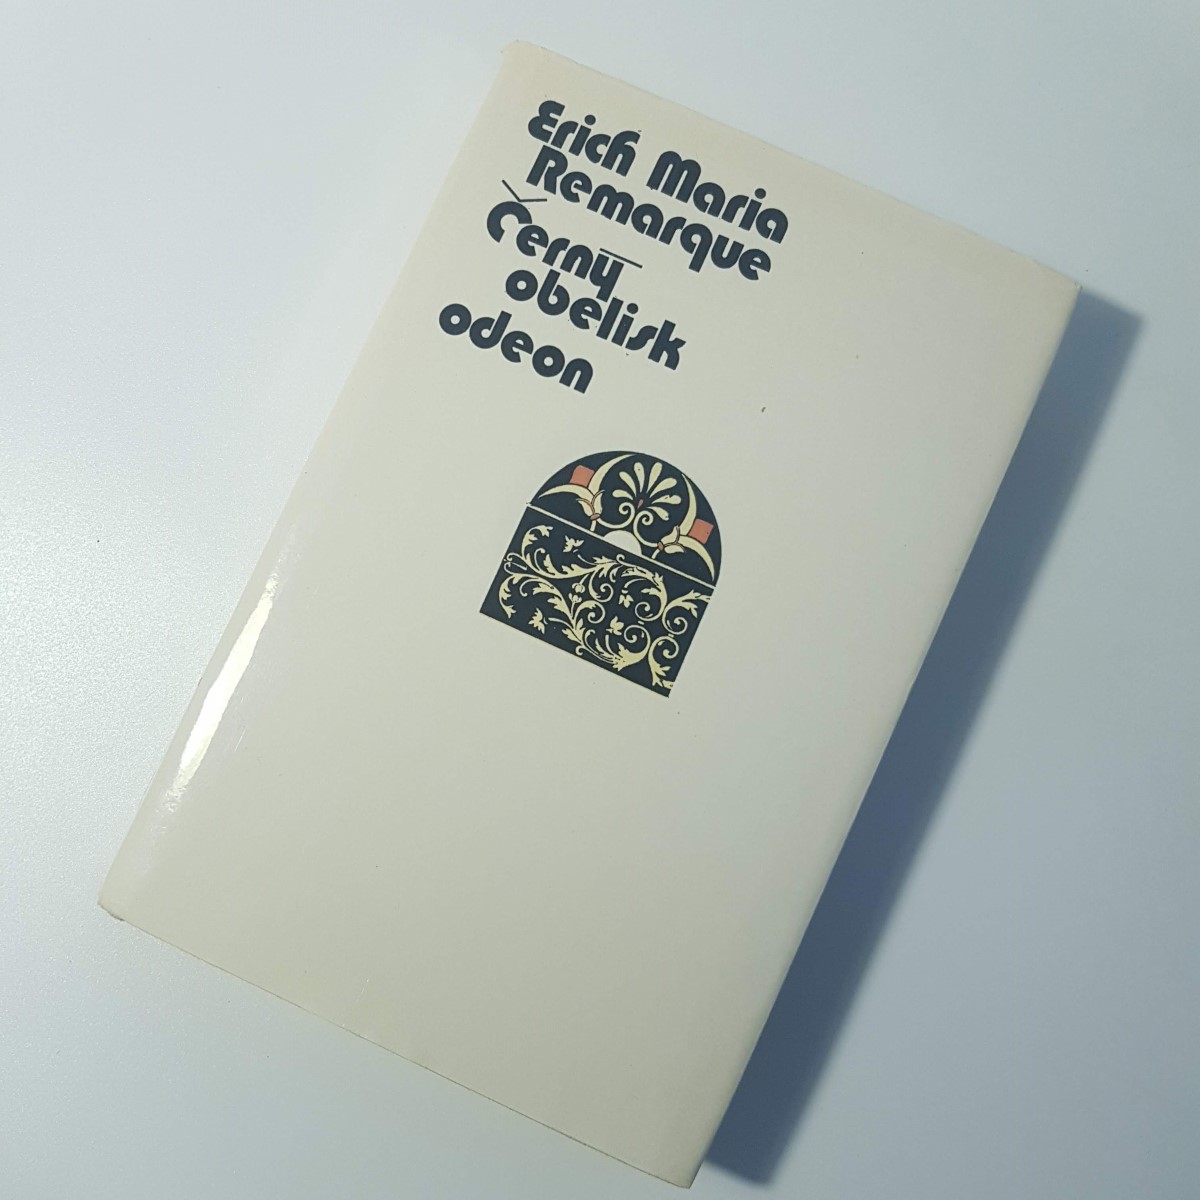 Erich Maria
Remarque
Černý
obelisk
odeon